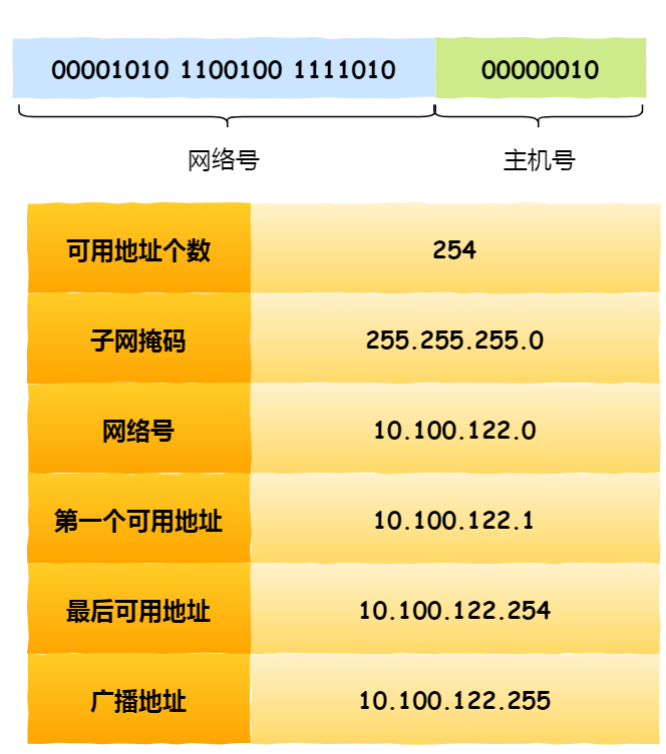 00001010 1100100 1111010 00000010
网络号 主机号
可用地址个数 254
子网掩码 255.255.255.0
网络号 10.100.122.0
第一个可用地址 10.100.122.1
最后可用地址 10.100.122.254
广播地址 10.100.122.255